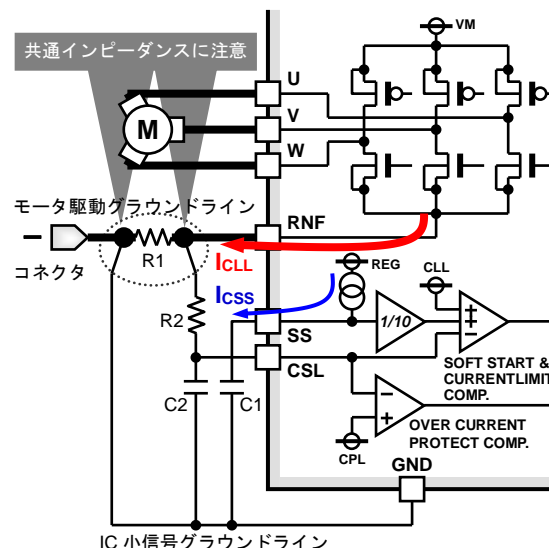 共通インピーダンスに注意
VM
U
V
M
W
モータ駆動グラウンドライン
RNF
R1
コネクタ
ICLL
REG
CLL
ICSS
R2
1/10
SS
CSL
SOFT START &
CURRENTLIMIT
COMP.
C2
C1
OVER CURRENT
PROTECT COMP.
CPL
GND
IC 小信号グラウンドライン